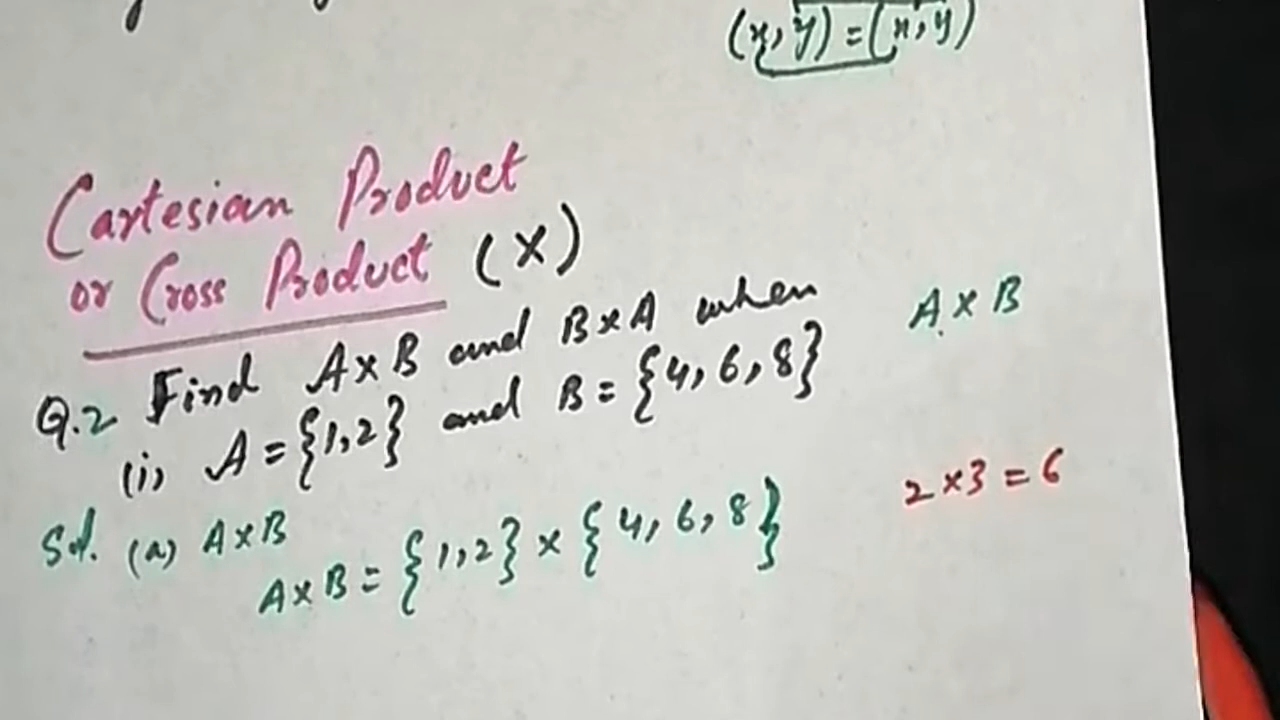 (x, y) = (x, y)
Cartesian Product
or Cross Product (X)
Q.2 Find A×B and B×A when
(i) A = {1,2} and B = {4, 6, 8}
A × B
2 × 3 = 6
Sol. (a) A×B
A×B = {1,2} × {4, 6, 8}